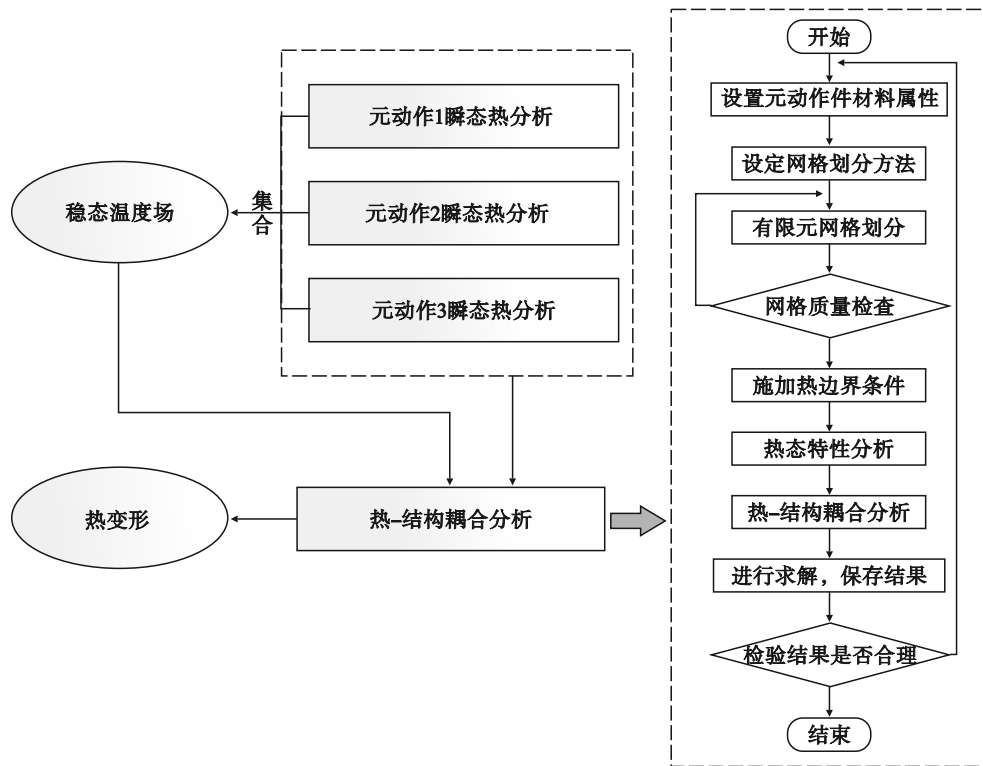 元动作1瞬态热分析
元动作2瞬态热分析
元动作3瞬态热分析
集合
稳态温度场
热变形
热-结构耦合分析
开始
设置元动作件材料属性
设定网格划分方法
有限元网格划分
网格质量检查
施加热边界条件
热态特性分析
热-结构耦合分析
进行求解，保存结果
检验结果是否合理
结束